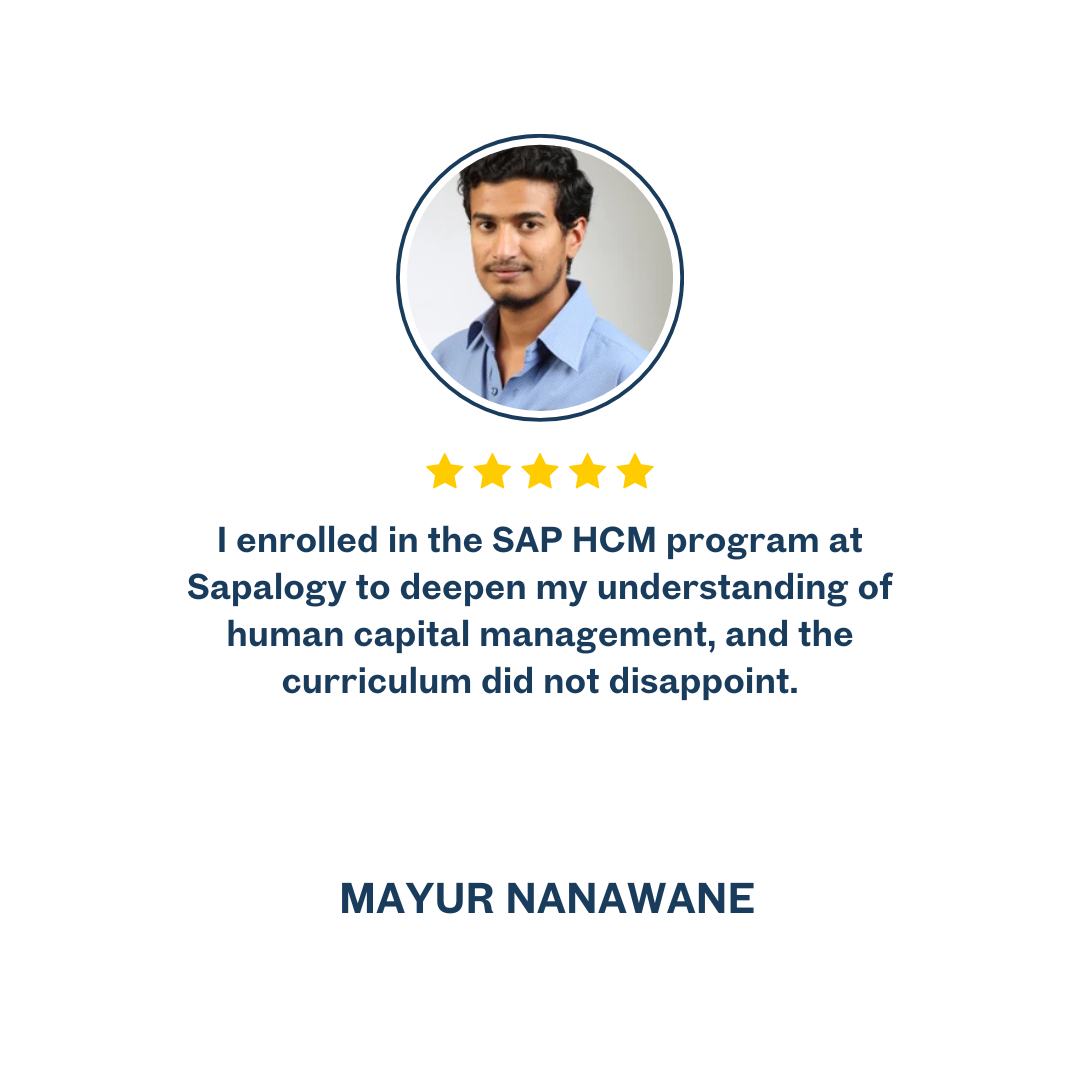 I enrolled in the SAP HCM program at
Sapalogy to deepen my understanding of
human capital management, and the
curriculum did not disappoint.
MAYUR NANAWANE